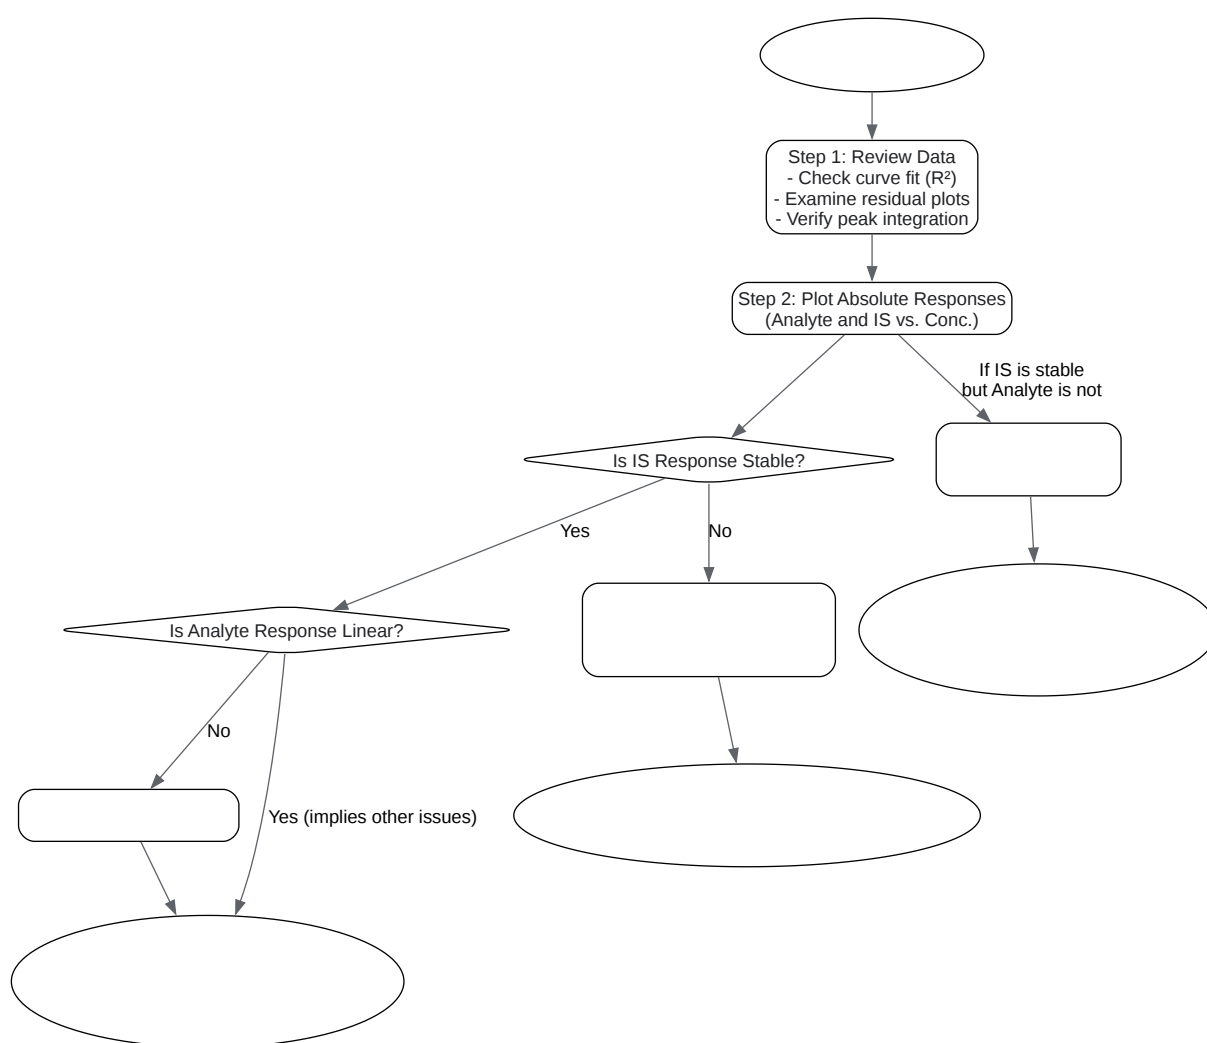 Step 1: Review Data
- Check curve fit (R²)
- Examine residual plots
- Verify peak integration
Step 2: Plot Absolute Responses
(Analyte and IS vs. Conc.)
If IS is stable
but Analyte is not
Is IS Response Stable?
Yes
No
Is Analyte Response Linear?
No
Yes (implies other issues)